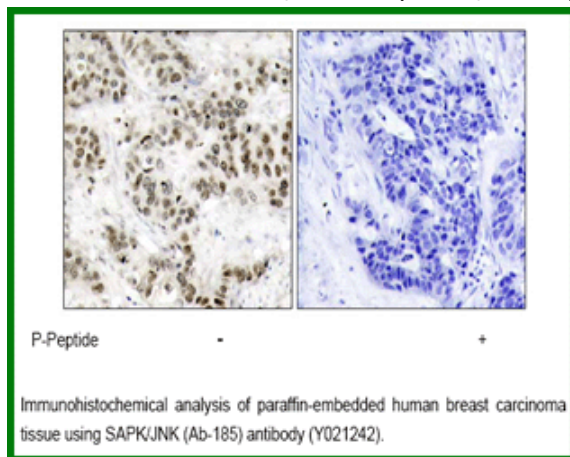 P-Peptide - +
Immunohistochemical analysis of paraffin-embedded human breast carcinoma
tissue using SAPK/JNK (Ab-185) antibody (Y021242).